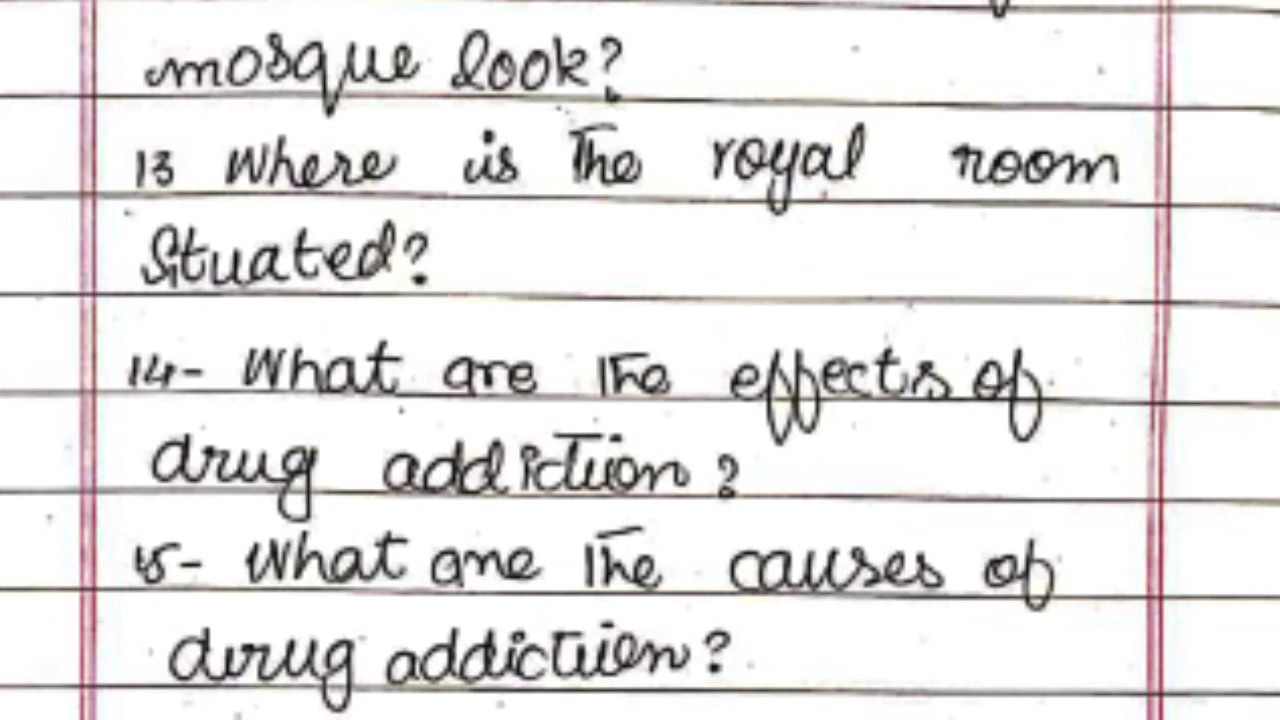 mosque look?
13 Where is the royal room
Situated?
14- What are the effects of
drug addiction?
15- What are the causes of
drug addiction?